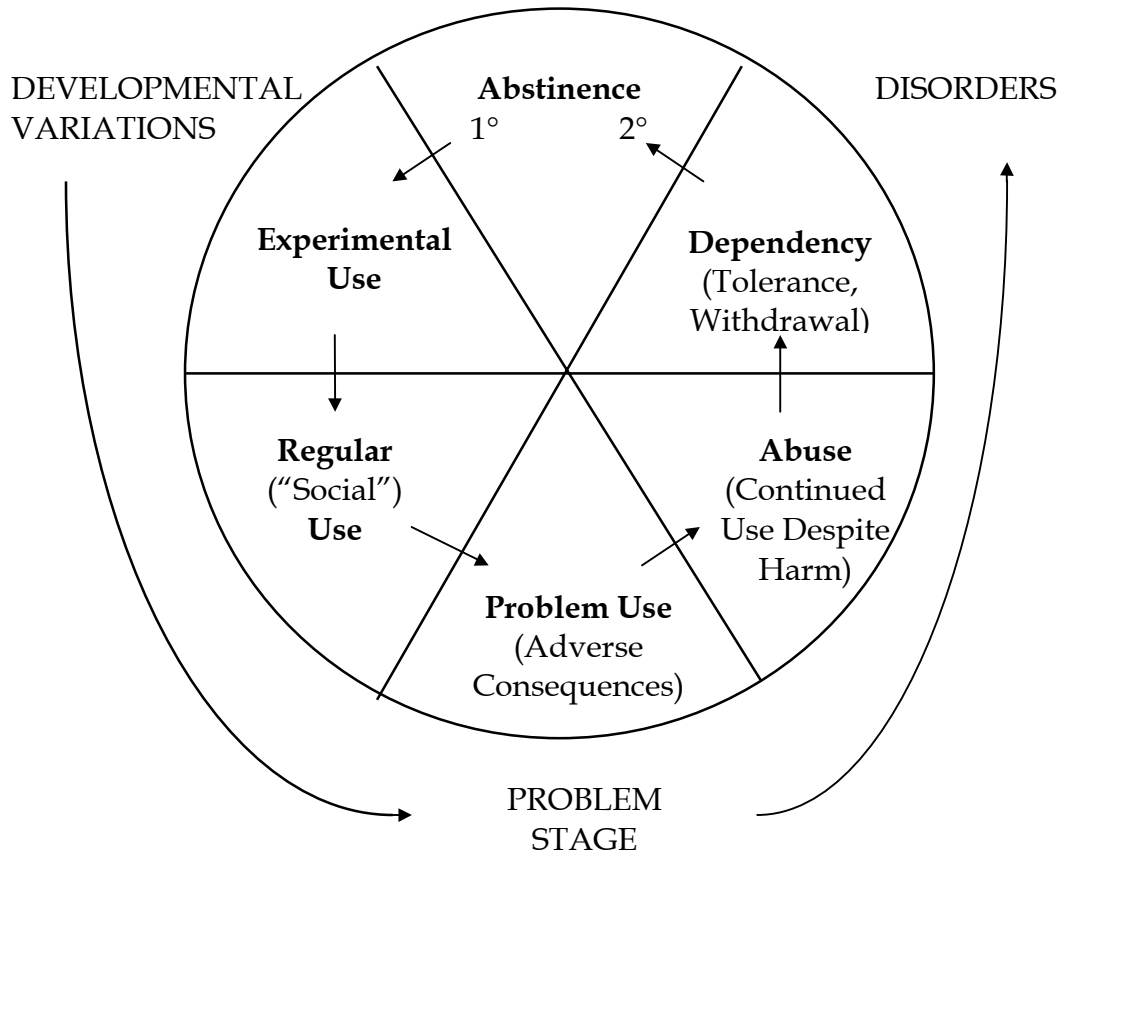 DEVELOPMENTAL
VARIATIONS
Abstinence
1° 2°
DISORDERS
Experimental
Use
Dependency
(Tolerance,
Withdrawal)
Regular
(“Social”)
Use
Abuse
(Continued
Use Despite
Harm)
Problem Use
(Adverse
Consequences)
PROBLEM
STAGE